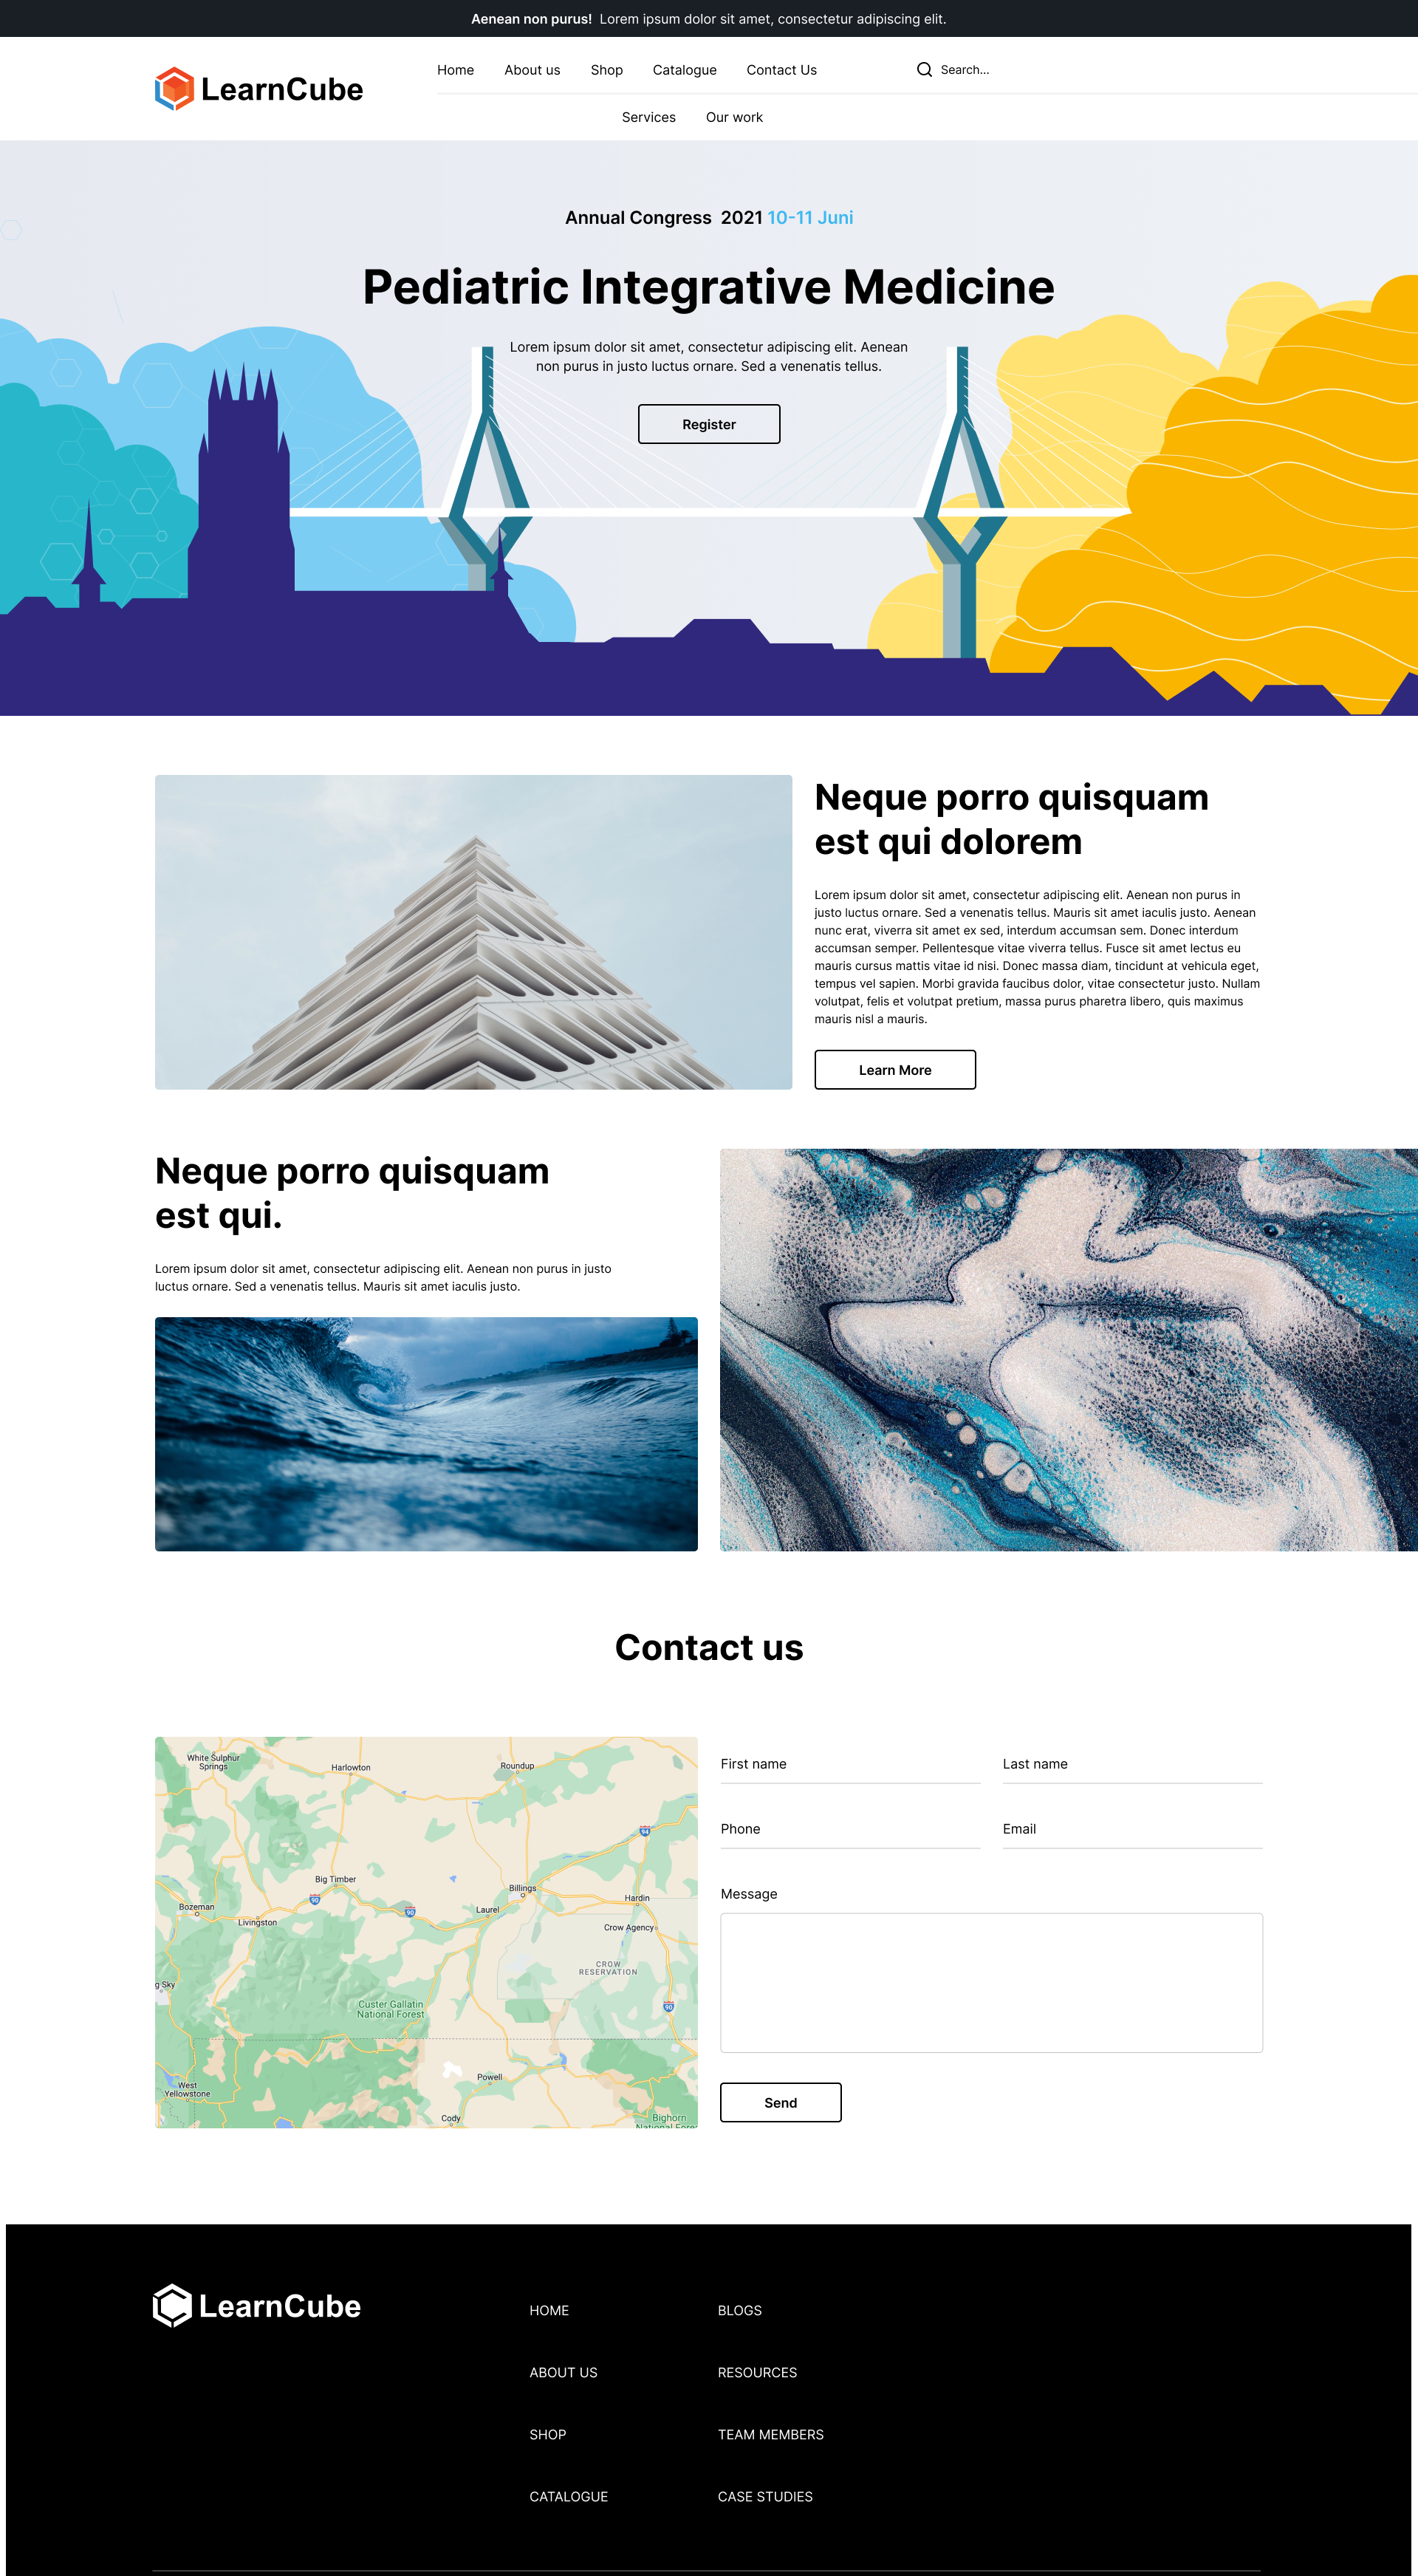 Aenean non purus! Lorem ipsum dolor sit amet, consectetur adipiscing elit.
LearnCube
Home About us Shop Catalogue Contact Us Search...
Services Our work
Annual Congress 2021 10-11 Juni
Pediatric Integrative Medicine
Lorem ipsum dolor sit amet, consectetur adipiscing elit. Aenean
non purus in justo luctus ornare. Sed a venenatis tellus.
Register
Neque porro quisquam
est qui dolorem
Lorem ipsum dolor sit amet, consectetur adipiscing elit. Aenean non purus in
justo luctus ornare. Sed a venenatis tellus. Mauris sit amet iaculis justo. Aenean
nunc erat, viverra sit amet ex sed, interdum accumsan sem. Donec interdum
accumsan semper. Pellentesque vitae viverra tellus. Fusce sit amet lectus eu
mauris cursus mattis vitae id nisi. Donec massa diam, tincidunt at vehicula eget,
tempus vel sapien. Morbi gravida faucibus dolor, vitae consectetur justo. Nullam
volutpat, felis et volutpat pretium, massa purus pharetra libero, quis maximus
mauris nisl a mauris.
Learn More
Neque porro quisquam
est qui.
Lorem ipsum dolor sit amet, consectetur adipiscing elit. Aenean non purus in justo
luctus ornare. Sed a venenatis tellus. Mauris sit amet iaculis justo.
Contact us
White Sulphur
Springs
Harlowton
Roundup
94
Big Timber
90
Billings
Hardin
Bozeman
Livingston
90
Laurel
Crow Agency
CROW
RESERVATION
g Sky
Custer Gallatin
National Forest
90
West
Yellowstone
Powell
Cody
Bighorn
National Fores
First name
Last name
Phone
Email
Message
Send
LearnCube
HOME
BLOGS
ABOUT US
RESOURCES
SHOP
TEAM MEMBERS
CATALOGUE
CASE STUDIES